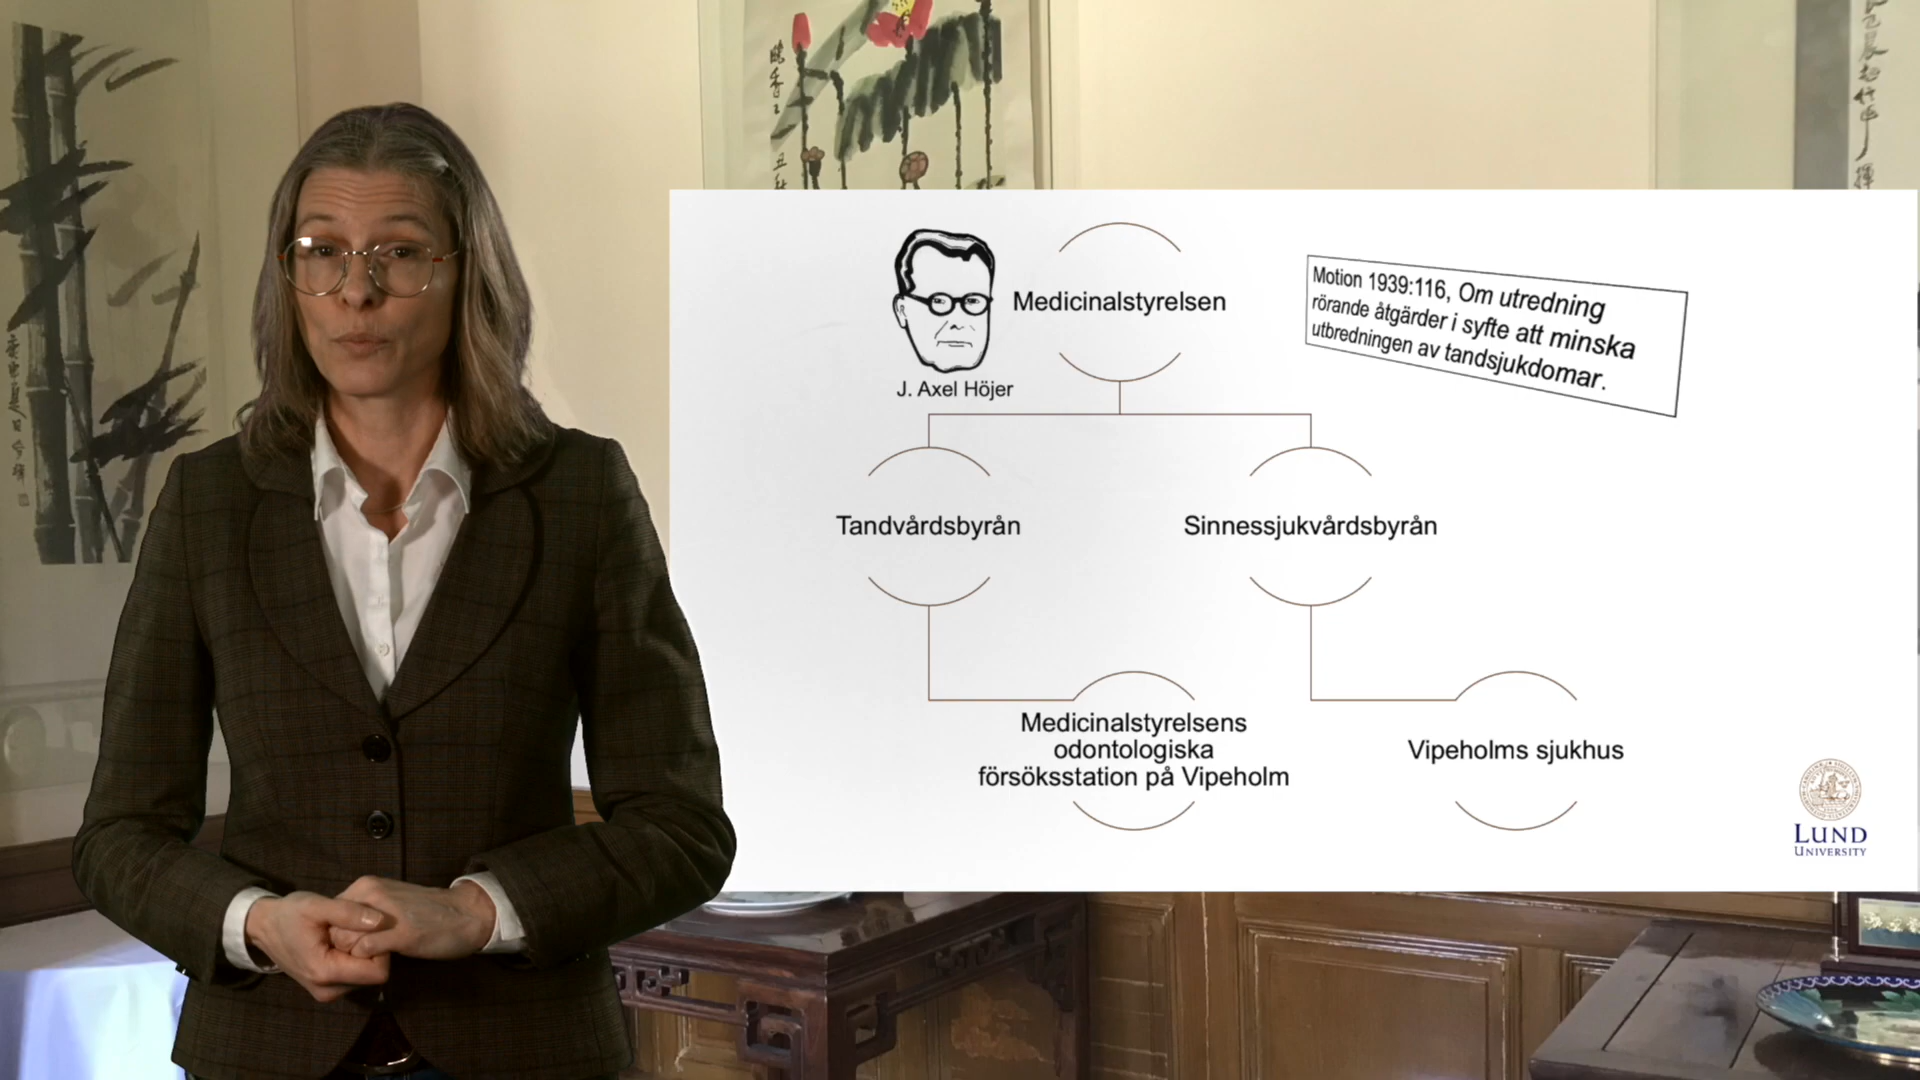 Medicinalstyrelsen
J. Axel Höjer
Motion 1939:116, Om utredning
rörande åtgärder i syfte att minska
utbredningen av tandsjukdomar.
Tandvårdsbyrån
Sinnessjukvårdsbyrån
Medicinalstyrelsens
odontologiska
försöksstation på Vipeholm
Vipeholms sjukhus
LUND
UNIVERSITY